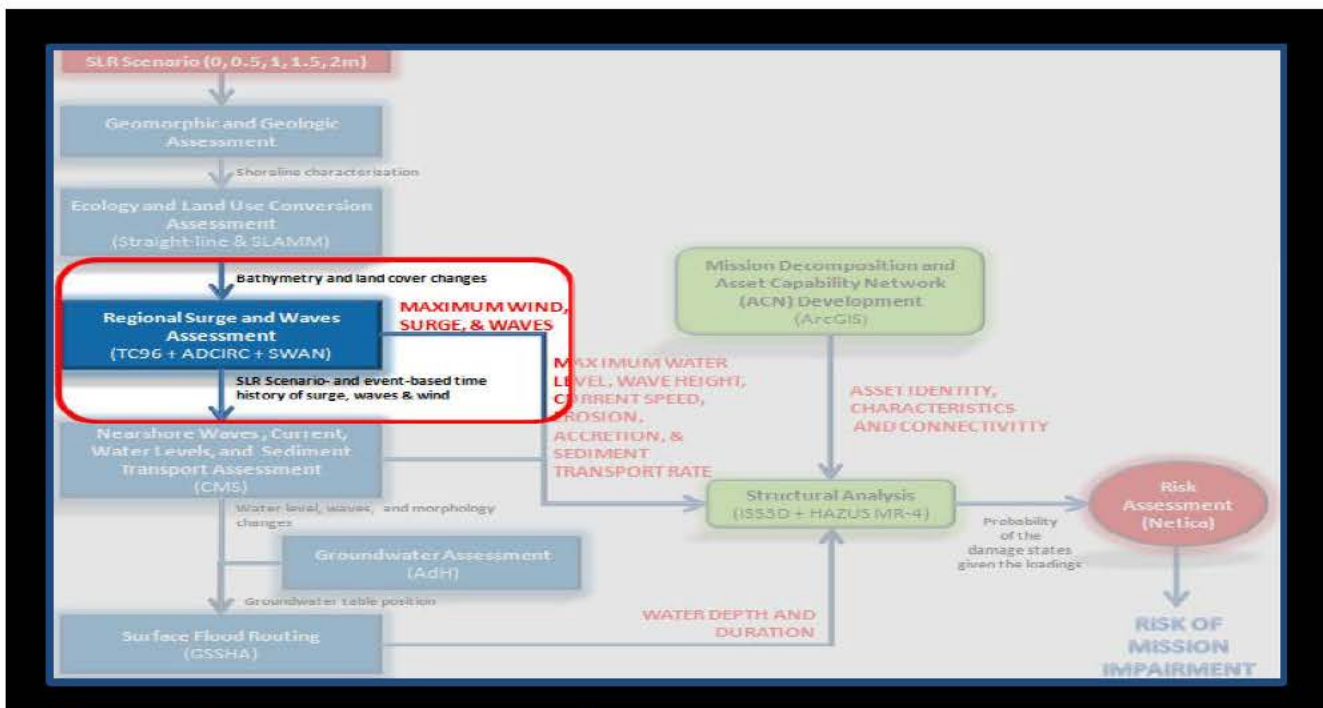 SLR Scenario (0, 0.5, 1, 1.5, 2m)
Geomorphic and Geologic
Assessment
Shoreline characterization
Ecology and Land Use Conversion
Assessment
(Straight-line & SLAMM)
Bathymetry and land cover changes
Regional Surge and Waves
Assessment
(TC96 + ADCIRC + SWAN)
MAXIMUM WIND,
SURGE, & WAVES
SLR Scenario- and event-based time
history of surge, waves & wind
Nearshore Waves, Current,
Water Levels, and Sediment
Transport Assessment
(CMS)
MAXIMUM WATER
LEVEL, WAVE HEIGHT,
CURRENT SPEED,
EROSION,
ACCRETION, &
SEDIMENT
TRANSPORT RATE
Water level, waves, and morphology
changes
Groundwater Assessment
(AdH)
Groundwater table position
Surface Flood Routing
(GSSHA)
WATER DEPTH AND
DURATION
Mission Decomposition and
Asset Capability Network
(ACN) Development
(ArcGIS)
ASSET IDENTITY,
CHARACTERISTICS
AND CONNECTIVITTY
Structural Analysis
(ISS3D + HAZUS MR-4)
Probability
of the
damage states
given the loadings
Risk
Assessment
(Netica)
RISK OF
MISSION
IMPAIRMENT